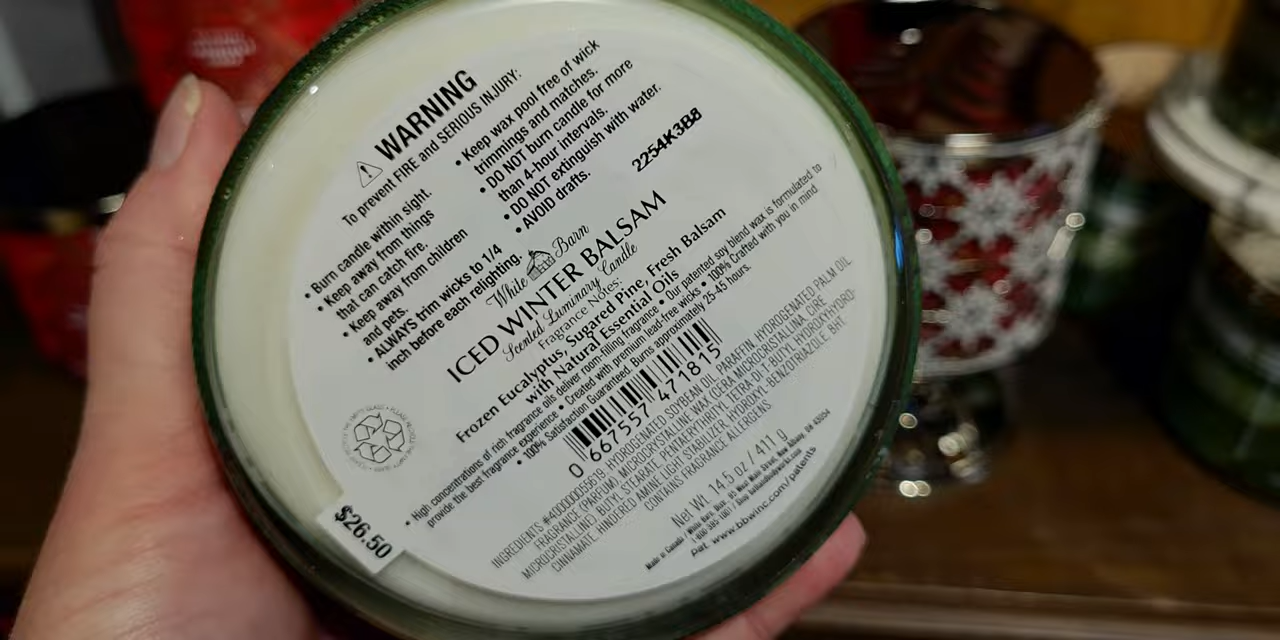 WARNING
To prevent FIRE and SERIOUS INJURY:
• Burn candle within sight.
• Keep away from things
that can catch fire.
• Keep away from children
and pets.
• ALWAYS trim wicks to 1/4
inch before each relighting.
• Keep wax pool free of wick
trimmings and matches.
• DO NOT burn candle for more
than 4-hour intervals.
• DO NOT extinguish with water.
• AVOID drafts.
2254K3B8
White Barn
ICED WINTER BALSAM
Scented Luminary Candle
Fragrance Notes:
Frozen Eucalyptus, Sugared Pine, Fresh Balsam
with Natural Essential Oils
• High concentrations of rich fragrance oils deliver room-filling fragrance • Our patented soy blend wax is formulated to
provide the best fragrance experience • Created with premium lead-free wicks • 100% Crafted with you in mind
• 100% Satisfaction Guaranteed. Burns approximately 25-45 hours.
0 667557 471815
INGREDIENTS #400000055619, HYDROGENATED SOYBEAN OIL, PARAFFIN, HYDROGENATED PALM OIL,
FRAGRANCE (PARFUM), MICROCRYSTALLINE WAX (CERA MICROCRISTALLINA, CIRE
MICROCRISTALLINE), BUTYL STEARATE, PENTAERYTHRITYL TETRA-DI-T-BUTYL HYDROXYHYDRO-
CINNAMATE, HINDERED AMINE LIGHT STABILIZER, HYDROXYL-BENZOTRIAZOLE, BHT
CONTAINS FRAGRANCE ALLERGENS
Net Wt. 14.5 oz / 411 g
Made in Canada
Pat. www.bbwinc.com/patents
$26.50